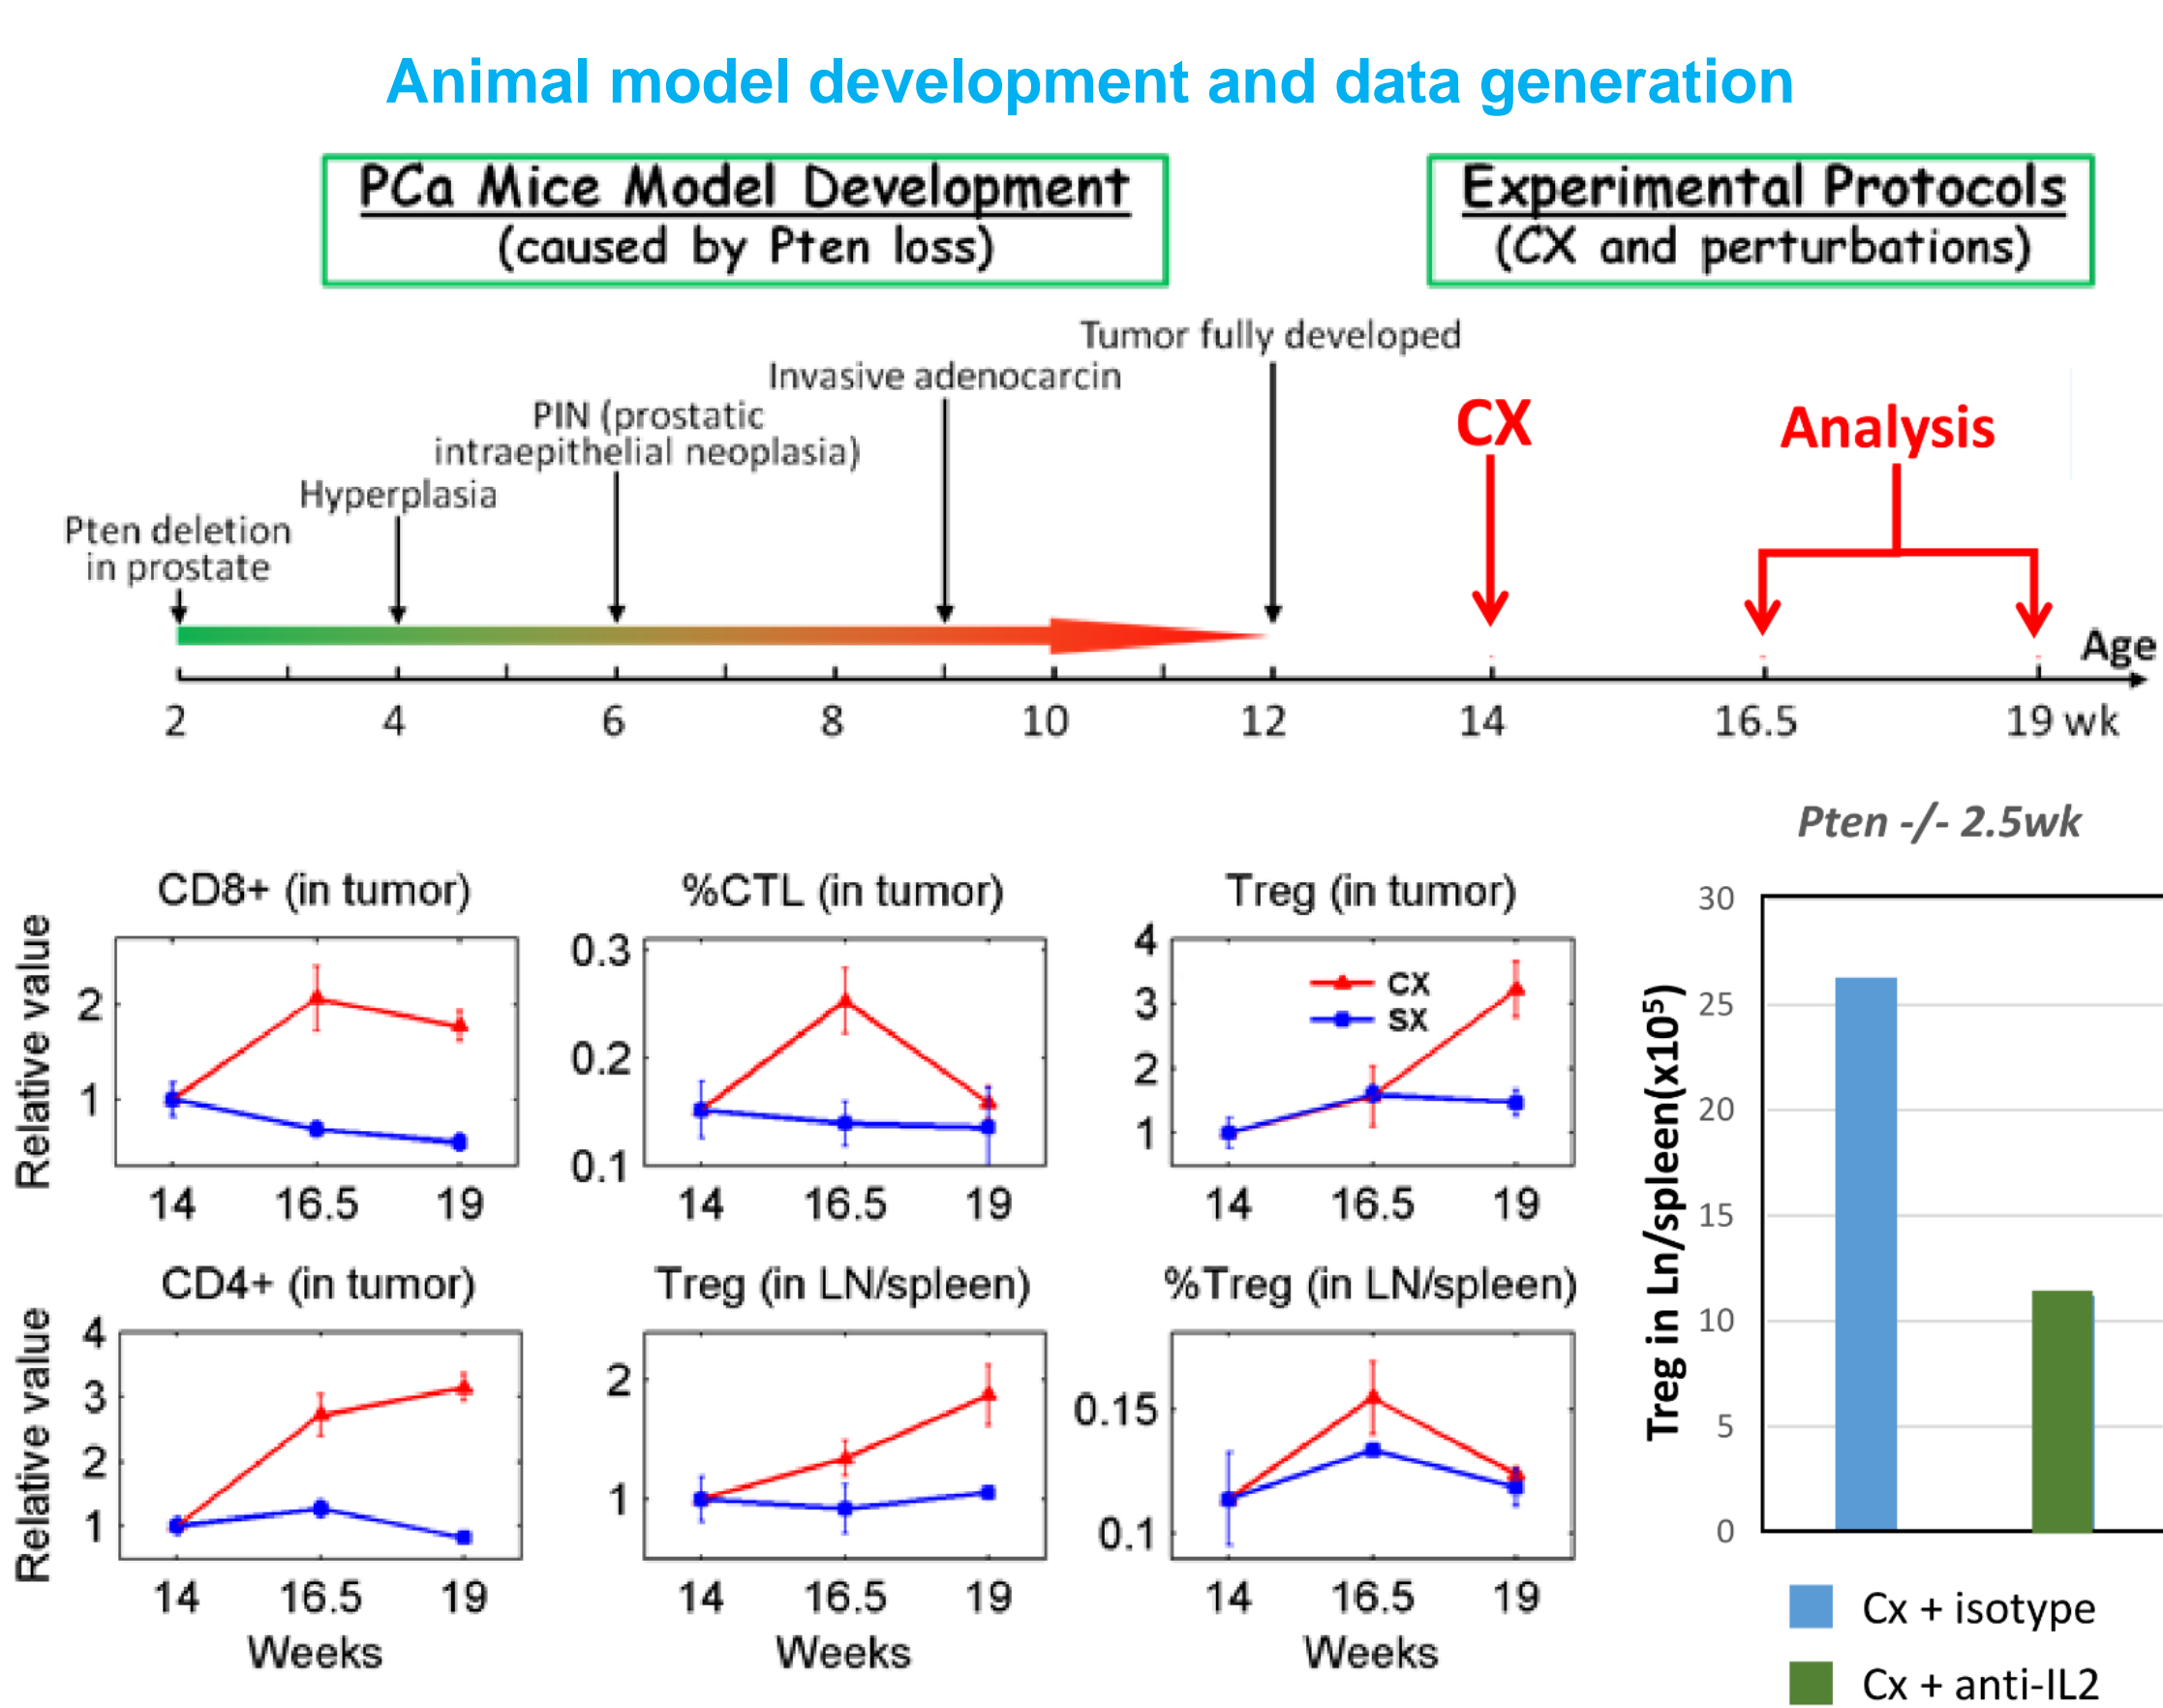 Animal model development and data generation
PCa Mice Model Development
(caused by Pten loss)
Experimental Protocols
(CX and perturbations)
Tumor fully developed
Invasive adenocarcin
PIN (prostatic
intraepithelial neoplasia)
Hyperplasia
Pten deletion
in prostate
CX
Analysis
Age
2 4 6 8 10 12 14 16.5 19 wk
Pten -/- 2.5wk
CD8+ (in tumor)
Relative value
2
1
14 16.5 19
%CTL (in tumor)
0.3
0.2
0.1
14 16.5 19
Treg (in tumor)
4
3
2
1
CX
SX
14 16.5 19
CD4+ (in tumor)
Relative value
4
3
2
1
14 16.5 19
Weeks
Treg (in LN/spleen)
2
1
14 16.5 19
Weeks
%Treg (in LN/spleen)
0.15
0.1
14 16.5 19
Weeks
Treg in Ln/spleen(x10⁵)
30
25
20
15
10
5
0
Cx + isotype
Cx + anti-IL2